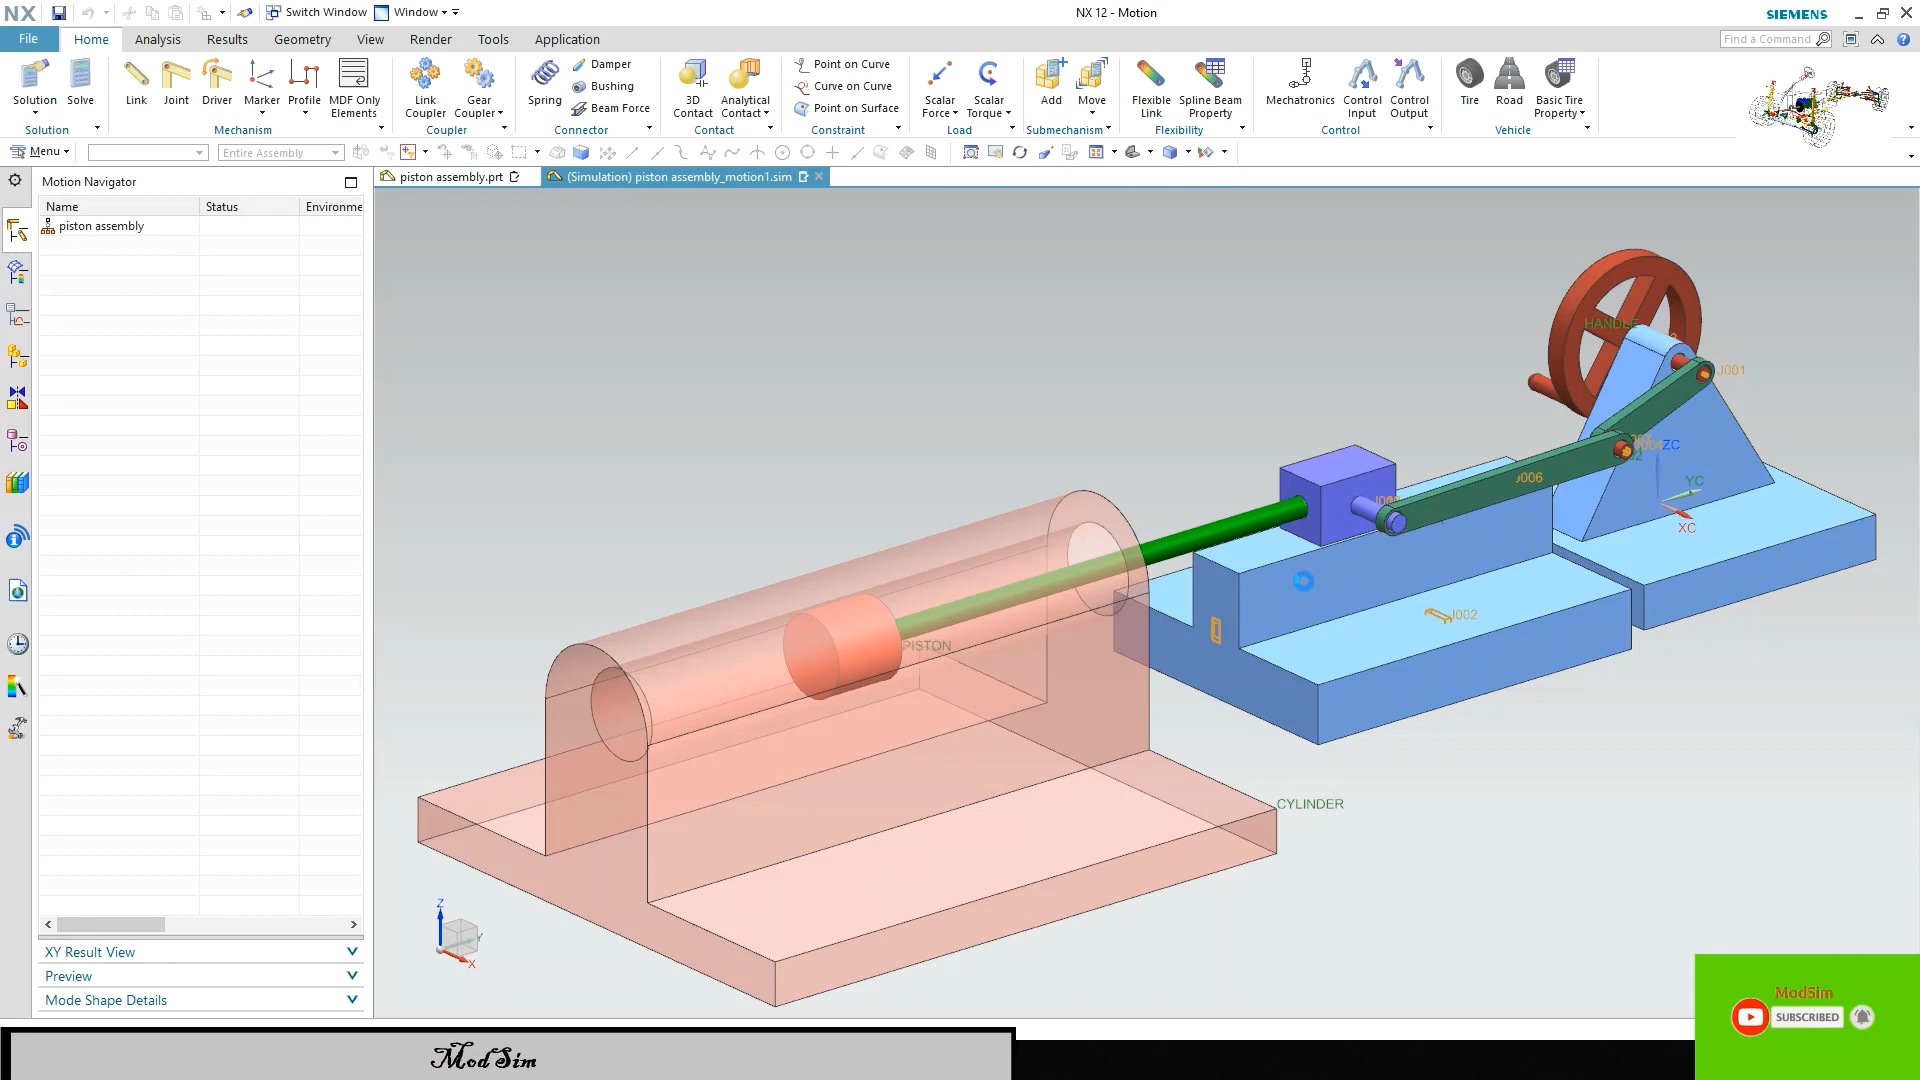 NX
Switch Window
Window
NX 12 - Motion
SIEMENS
File
Home
Analysis
Results
Geometry
View
Render
Tools
Application
Find a Command
Solution
Solve
Link
Joint
Driver
Marker
Profile
MDF Only Elements
Link Coupler
Gear Coupler
Spring
Damper
Bushing
Beam Force
3D Contact
Analytical Contact
Point on Curve
Curve on Curve
Point on Surface
Scalar Force
Scalar Torque
Add
Move
Flexible Link
Spline Beam Property
Mechatronics
Control Input
Control Output
Tire
Road
Basic Tire Property
Solution
Mechanism
Coupler
Connector
Contact
Constraint
Load
Submechanism
Flexibility
Control
Vehicle
Menu
Entire Assembly
Motion Navigator
piston assembly.prt
(Simulation) piston assembly_motion1.sim
Name
Status
Environme
piston assembly
HANDLE
J001
ZC
J006
YC
XC
J002
PISTON
CYLINDER
Z
Y
X
XY Result View
Preview
Mode Shape Details
ModSim
SUBSCRIBED
ModSim